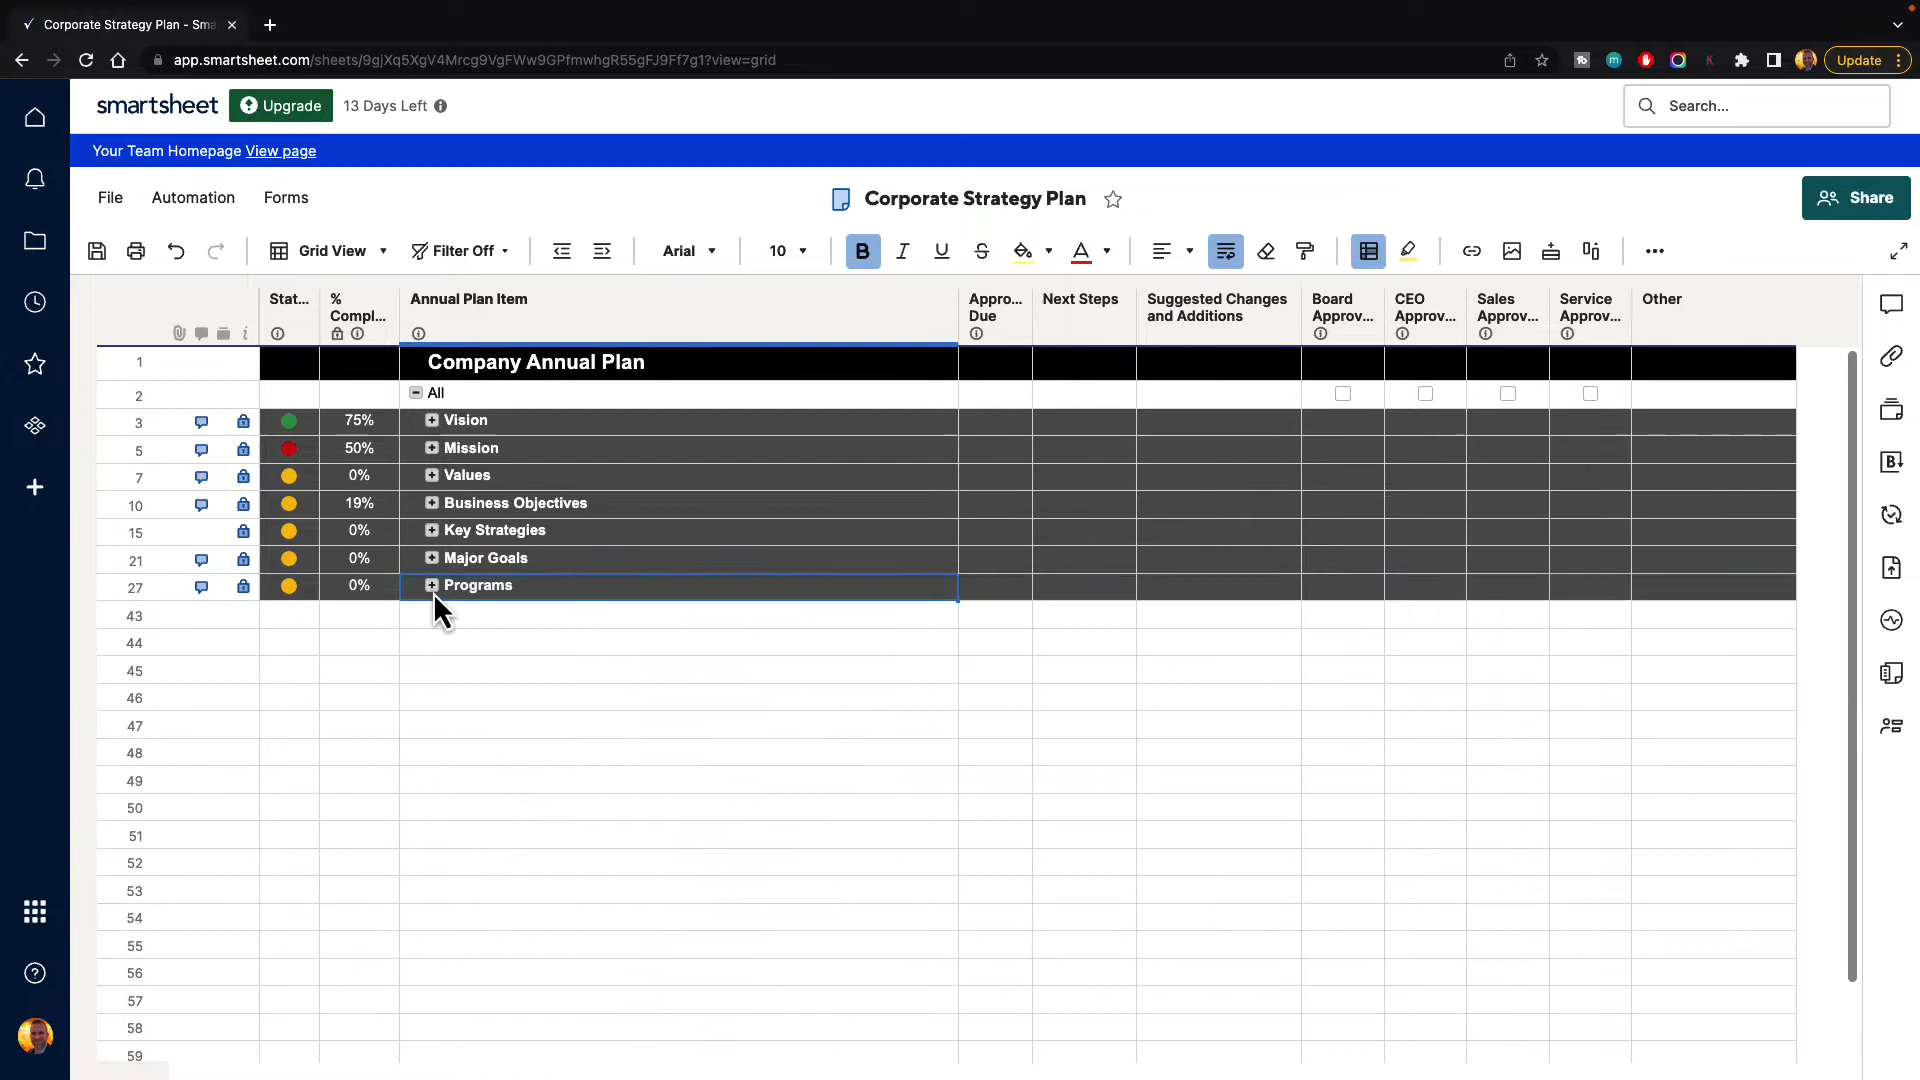 Corporate Strategy Plan - Sma
app.smartsheet.com/sheets/9gjXq5XgV4Mrcg9VgFWw9GPfmwhgR55gFJ9Ff7g1?view=grid
Update
smartsheet
Upgrade
13 Days Left
Search...
Your Team Homepage View page
File Automation Forms
Corporate Strategy Plan
Share
Grid View
Filter Off
Arial
10
B I U S A
Stat...
% Compl...
Annual Plan Item
Appro... Due
Next Steps
Suggested Changes and Additions
Board Approv...
CEO Approv...
Sales Approv...
Service Approv...
Other
1 Company Annual Plan
2 All
3 75% Vision
5 50% Mission
7 0% Values
10 19% Business Objectives
15 0% Key Strategies
21 0% Major Goals
27 0% Programs
43
44
45
46
47
48
49
50
51
52
53
54
55
56
57
58
59